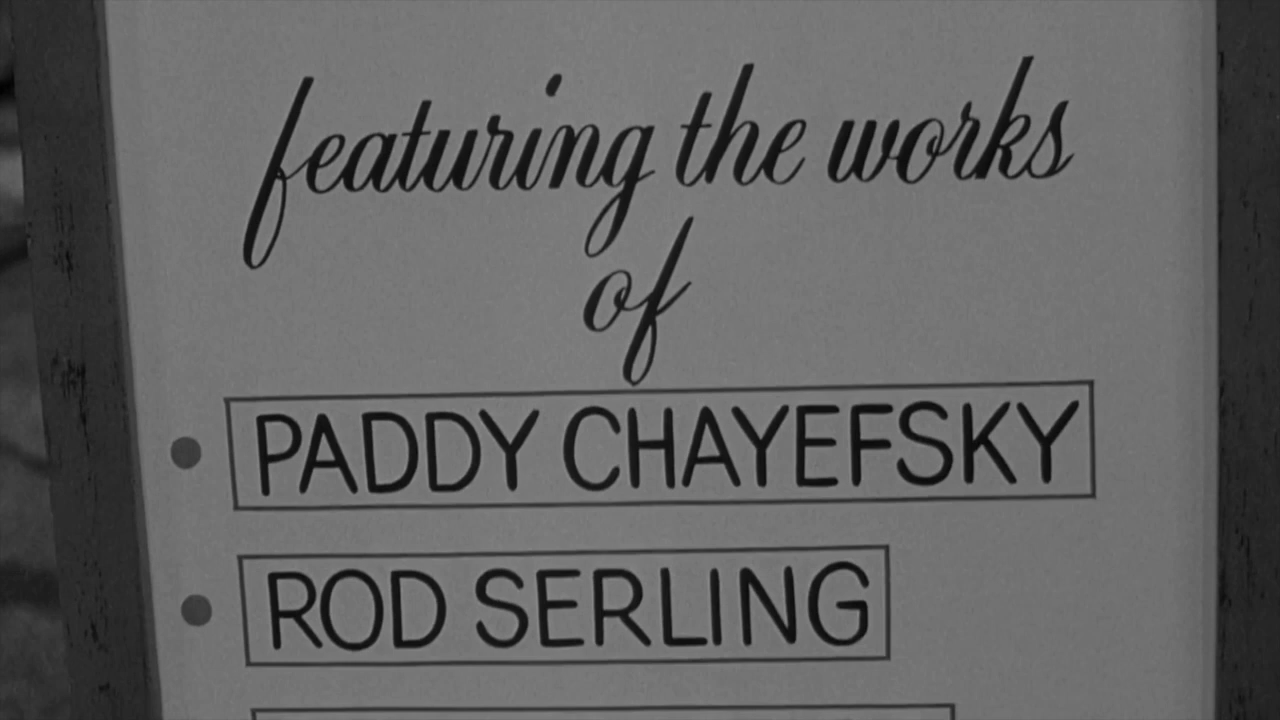 featuring the works
of
• PADDY CHAYEFSKY
• ROD SERLING